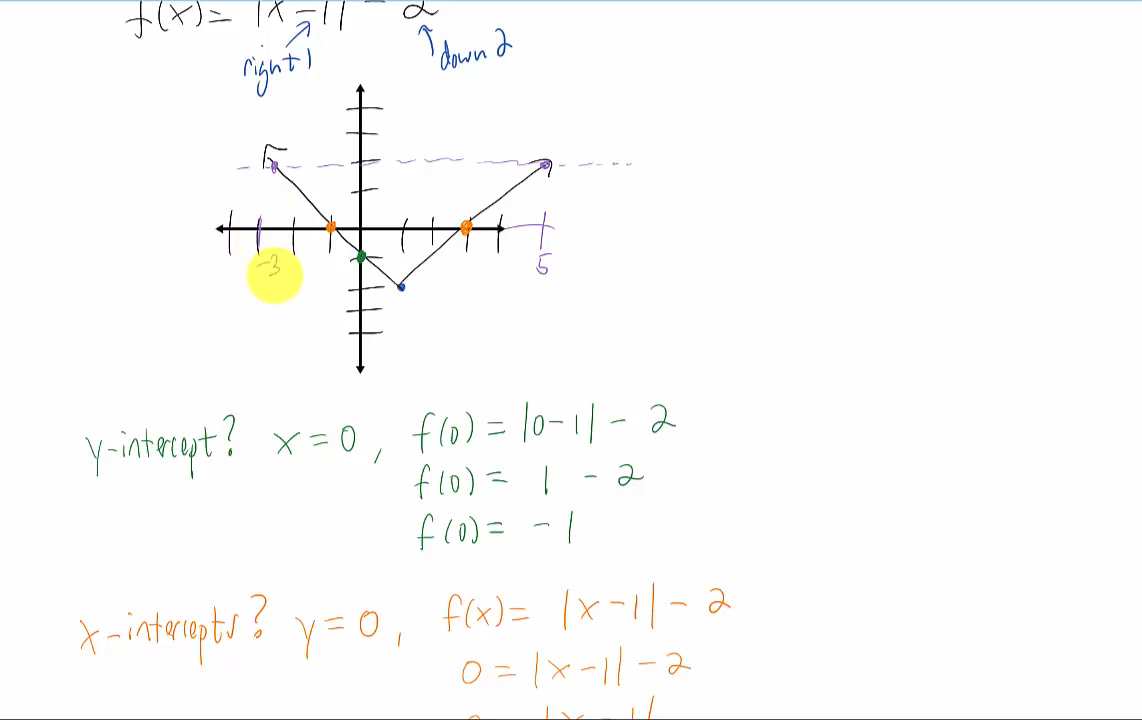 f(x) = |x-1| - 2
right 1
down 2
-3
5
y-intercept? x=0, f(0) = |0-1| - 2
f(0) = 1 - 2
f(0) = -1
x-intercepts? y=0, f(x) = |x-1| - 2
0 = |x-1| - 2